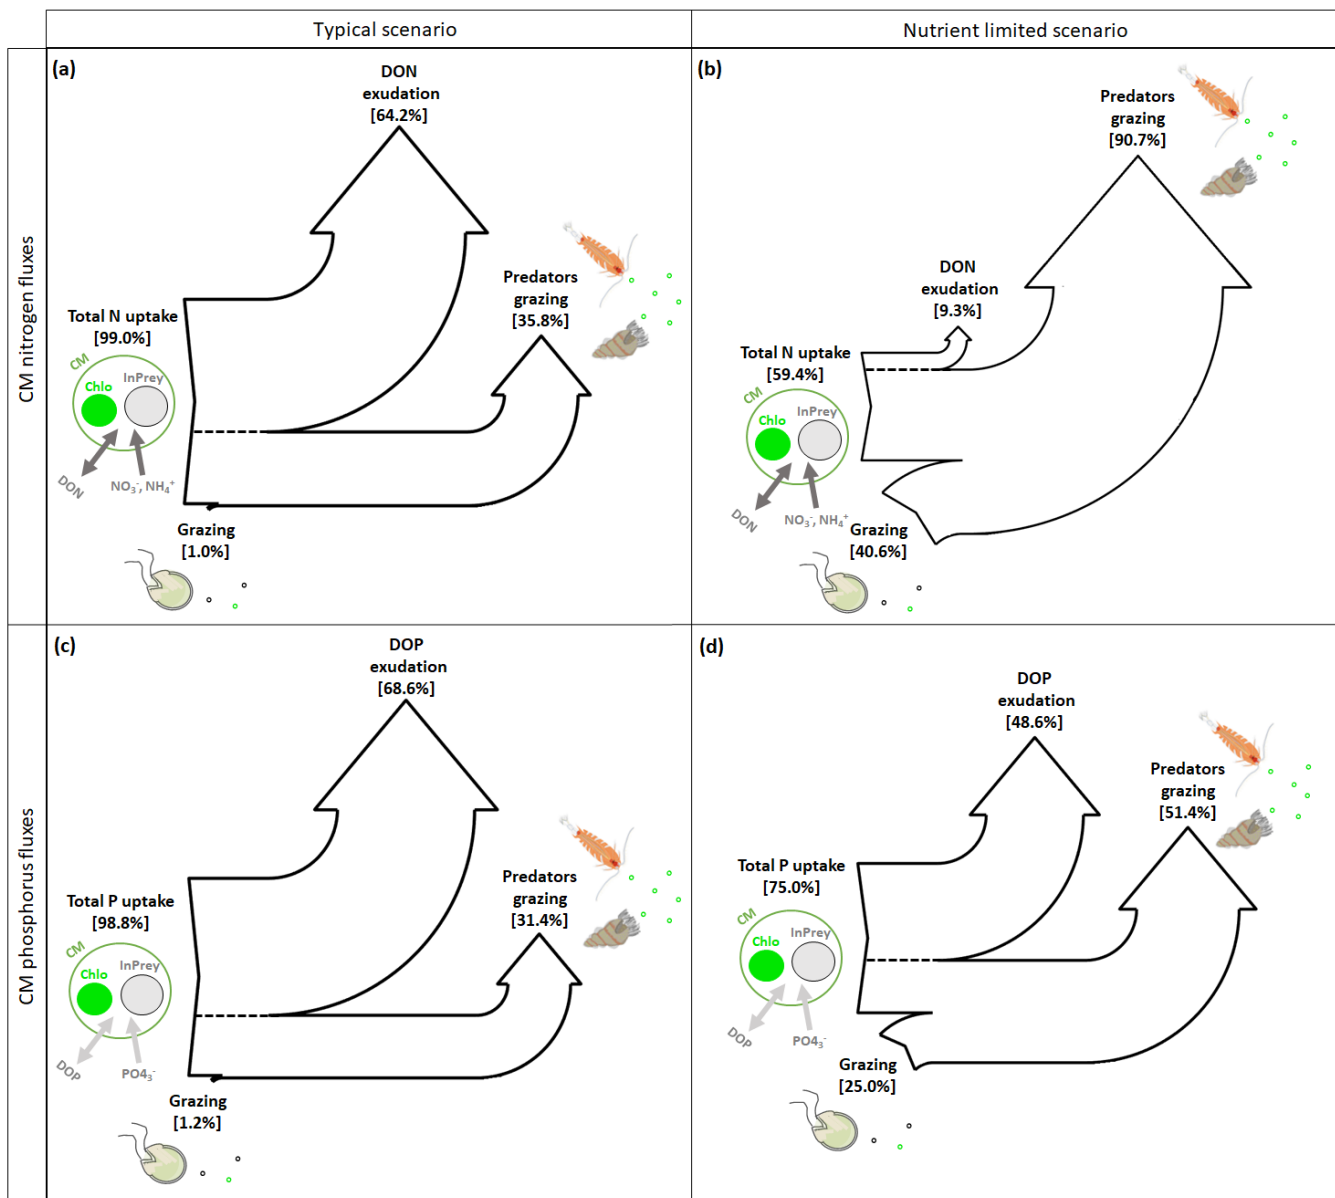 Typical scenario
Nutrient limited scenario
CM nitrogen fluxes
(a)
DON
exudation
[64.2%]
Predators
grazing
[35.8%]
Total N uptake
[99.0%]
CM
InPrey
Chlo
DON
NO₃⁻, NH₄⁺
Grazing
[1.0%]
(b)
Predators
grazing
[90.7%]
DON
exudation
[9.3%]
Total N uptake
[59.4%]
CM
InPrey
Chlo
DON
NO₃⁻, NH₄⁺
Grazing
[40.6%]
CM phosphorus fluxes
(c)
DOP
exudation
[68.6%]
Predators
grazing
[31.4%]
Total P uptake
[98.8%]
CM
InPrey
Chlo
DOP
PO4₃⁻
Grazing
[1.2%]
(d)
DOP
exudation
[48.6%]
Predators
grazing
[51.4%]
Total P uptake
[75.0%]
CM
InPrey
Chlo
DOP
PO4₃⁻
Grazing
[25.0%]